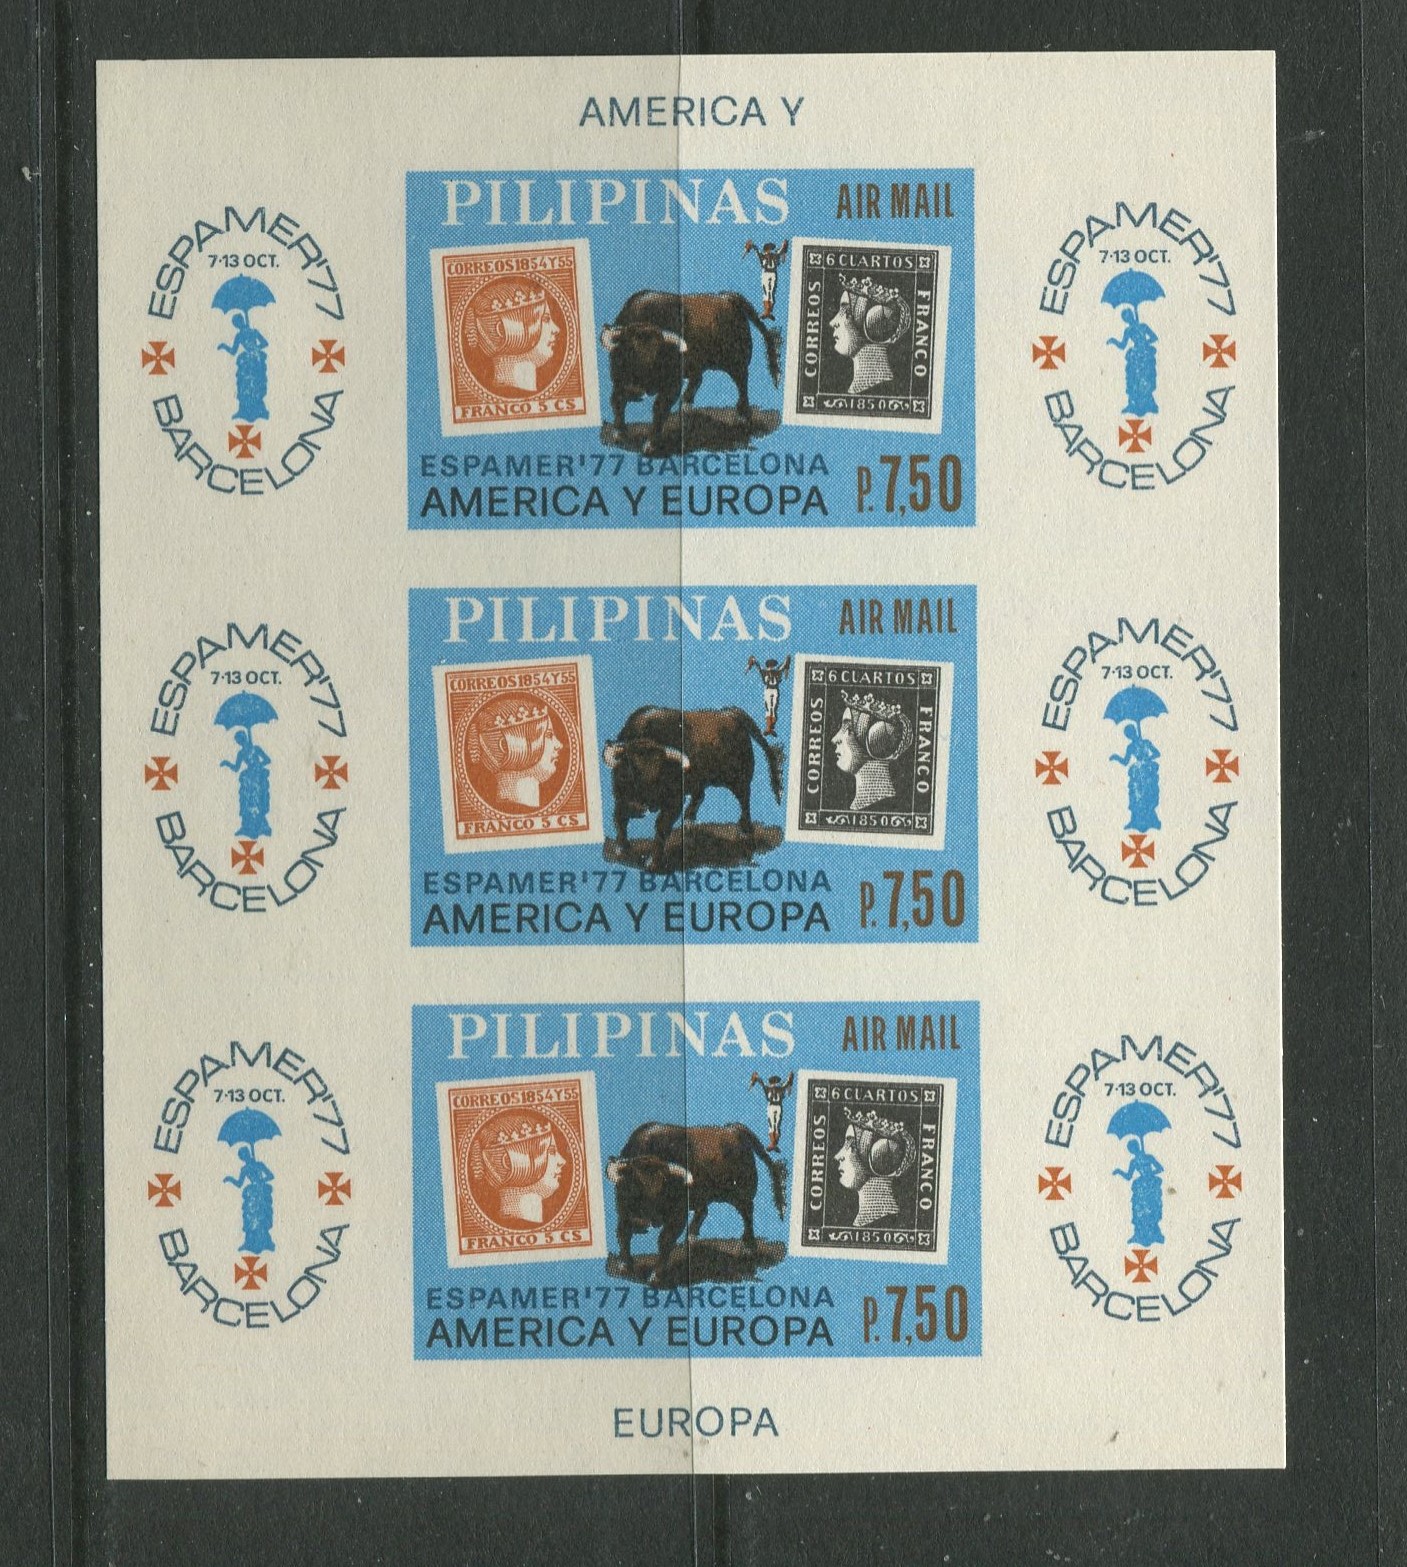 AMERICA Y
ESPAMER'77
7·13 OCT.
BARCELONA
PILIPINAS
AIR MAIL
CORREOS 1854 Y 55
FRANCO 5 CS
6 CUARTOS
CORREOS
FRANCO
1850
ESPAMER'77 BARCELONA
AMERICA Y EUROPA
P.7,50
ESPAMER'77
7·13 OCT.
BARCELONA
ESPAMER'77
7·13 OCT.
BARCELONA
PILIPINAS
AIR MAIL
CORREOS 1854 Y 55
FRANCO 5 CS
6 CUARTOS
CORREOS
FRANCO
1850
ESPAMER'77 BARCELONA
AMERICA Y EUROPA
P.7,50
ESPAMER'77
7·13 OCT.
BARCELONA
ESPAMER'77
7·13 OCT.
BARCELONA
PILIPINAS
AIR MAIL
CORREOS 1854 Y 55
FRANCO 5 CS
6 CUARTOS
CORREOS
FRANCO
1850
ESPAMER'77 BARCELONA
AMERICA Y EUROPA
P.7,50
ESPAMER'77
7·13 OCT.
BARCELONA
EUROPA